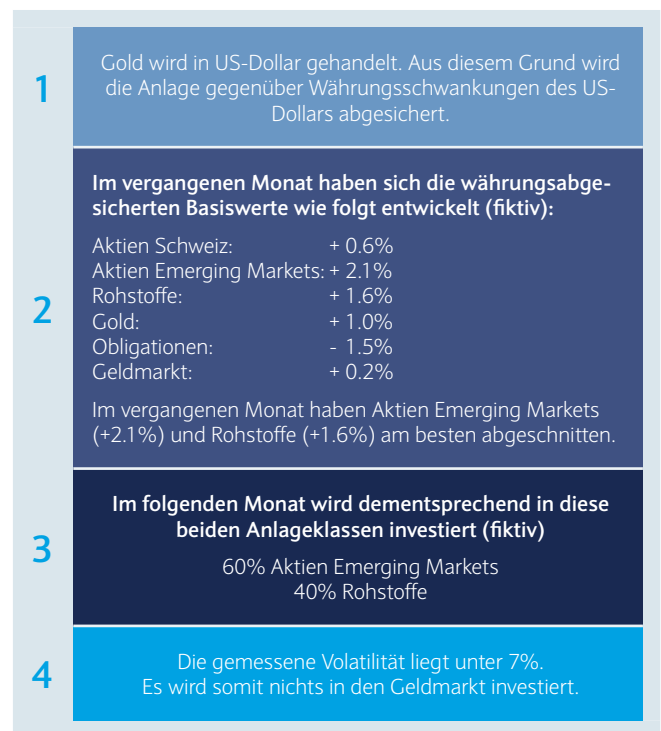 1
Gold wird in US-Dollar gehandelt. Aus diesem Grund wird
die Anlage gegenüber Währungsschwankungen des US-
Dollars abgesichert.
2
Im vergangenen Monat haben sich die währungsabge-
sicherten Basiswerte wie folgt entwickelt (fiktiv):
Aktien Schweiz: + 0.6%
Aktien Emerging Markets: + 2.1%
Rohstoffe: + 1.6%
Gold: + 1.0%
Obligationen: - 1.5%
Geldmarkt: + 0.2%
Im vergangenen Monat haben Aktien Emerging Markets
(+2.1%) und Rohstoffe (+1.6%) am besten abgeschnitten.
3
Im folgenden Monat wird dementsprechend in diese
beiden Anlageklassen investiert (fiktiv)
60% Aktien Emerging Markets
40% Rohstoffe
4
Die gemessene Volatilität liegt unter 7%.
Es wird somit nichts in den Geldmarkt investiert.